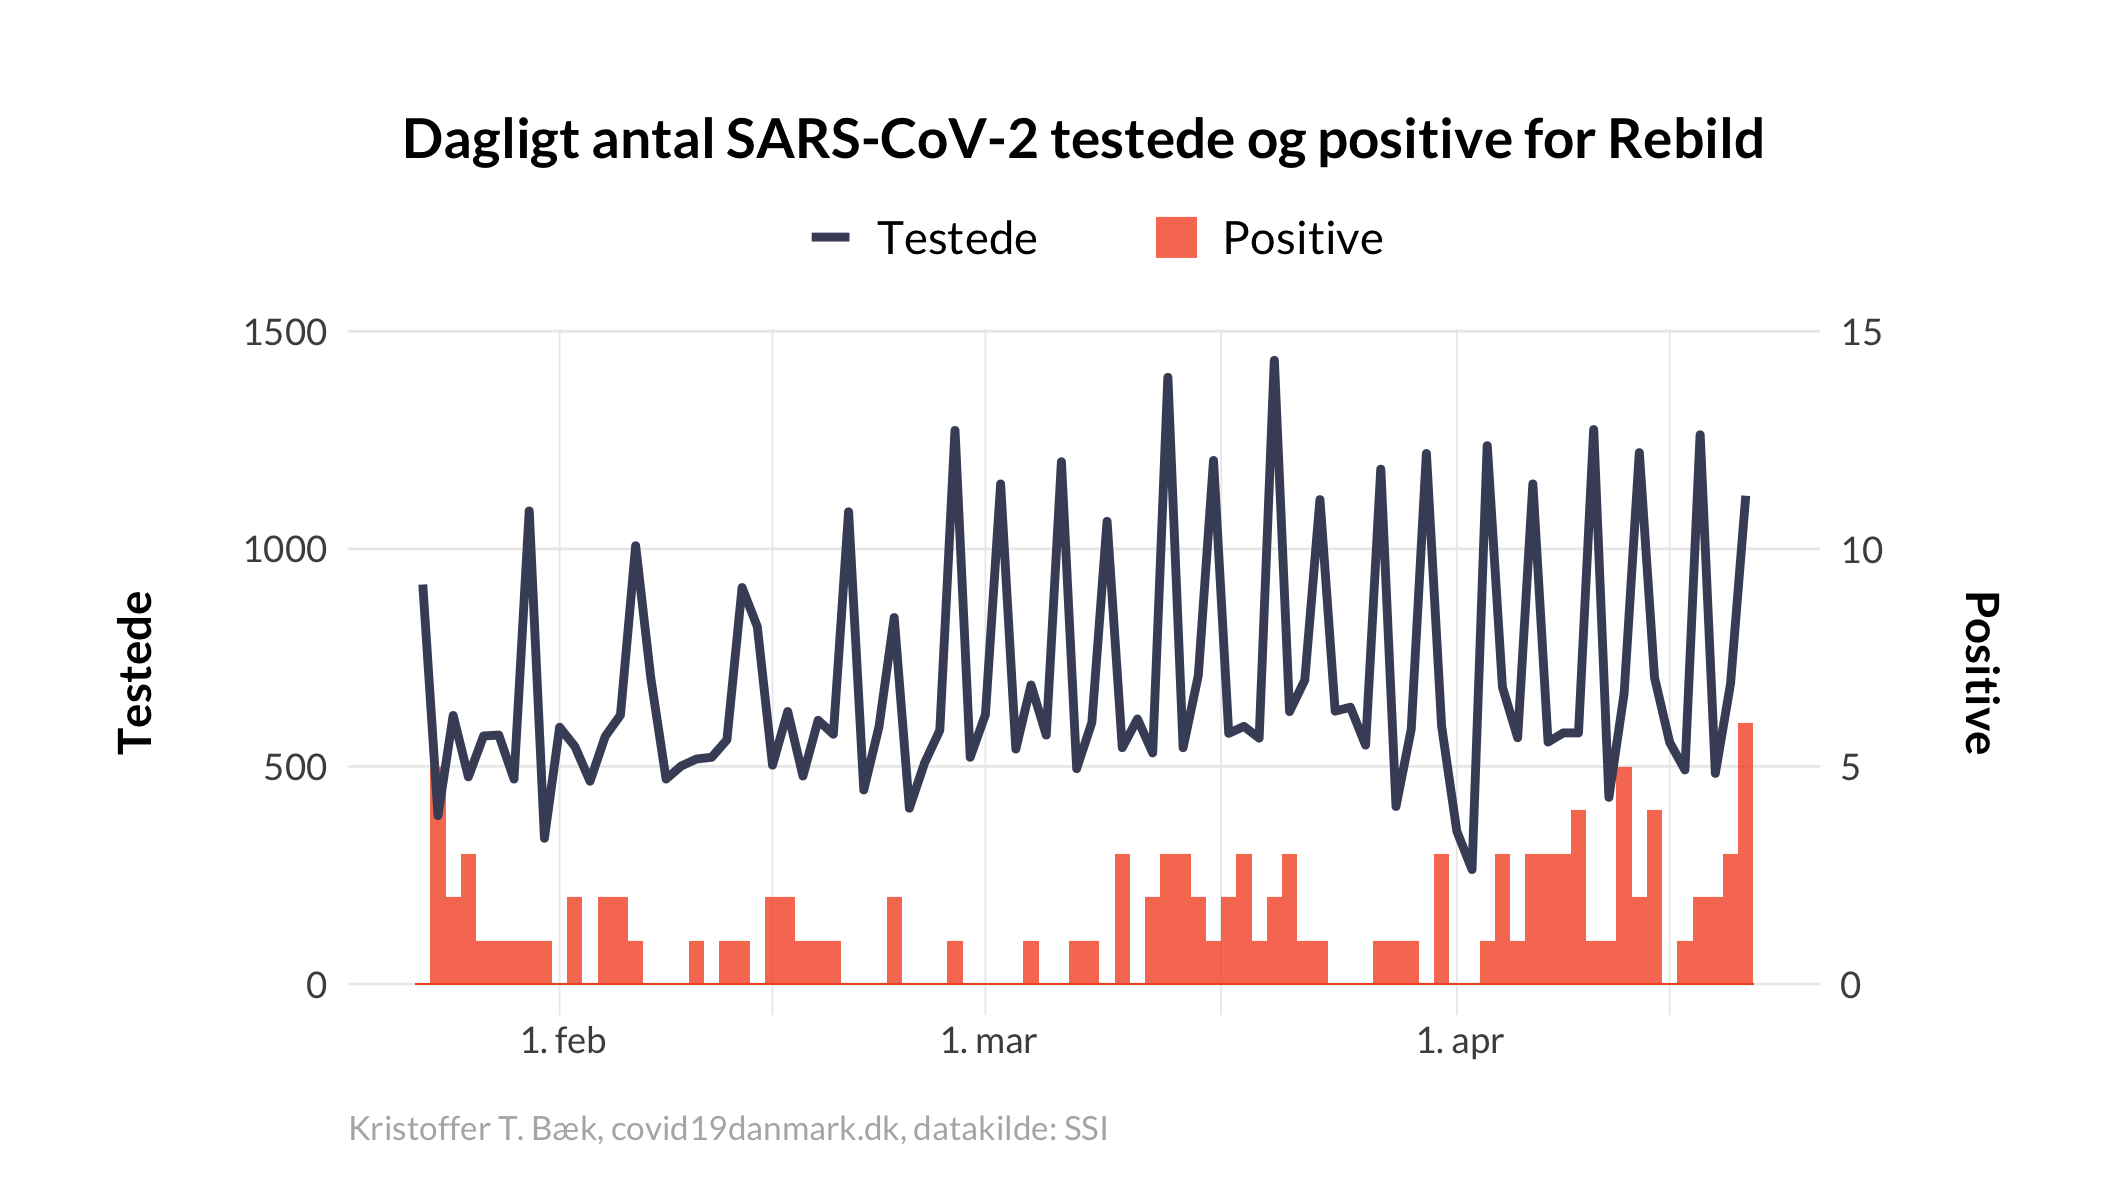 Dagligt antal SARS-CoV-2 testede og positive for Rebild
Testede
Positive
1500
1000
500
0
Testede
15
10
5
0
Positive
1. feb
1. mar
1. apr
Kristoffer T. Bæk, covid19danmark.dk, datakilde: SSI